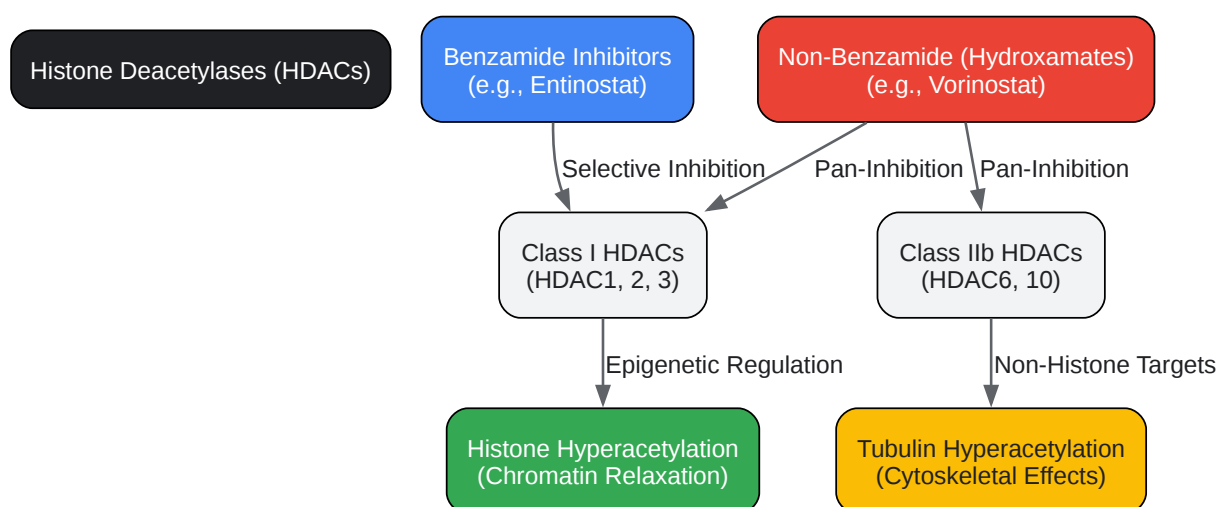 Histone Deacetylases (HDACs)
Benzamide Inhibitors
(e.g., Entinostat)
Non-Benzamide (Hydroxamates)
(e.g., Vorinostat)
Selective Inhibition
Pan-Inhibition
Pan-Inhibition
Class I HDACs
(HDAC1, 2, 3)
Class IIb HDACs
(HDAC6, 10)
Epigenetic Regulation
Non-Histone Targets
Histone Hyperacetylation
(Chromatin Relaxation)
Tubulin Hyperacetylation
(Cytoskeletal Effects)